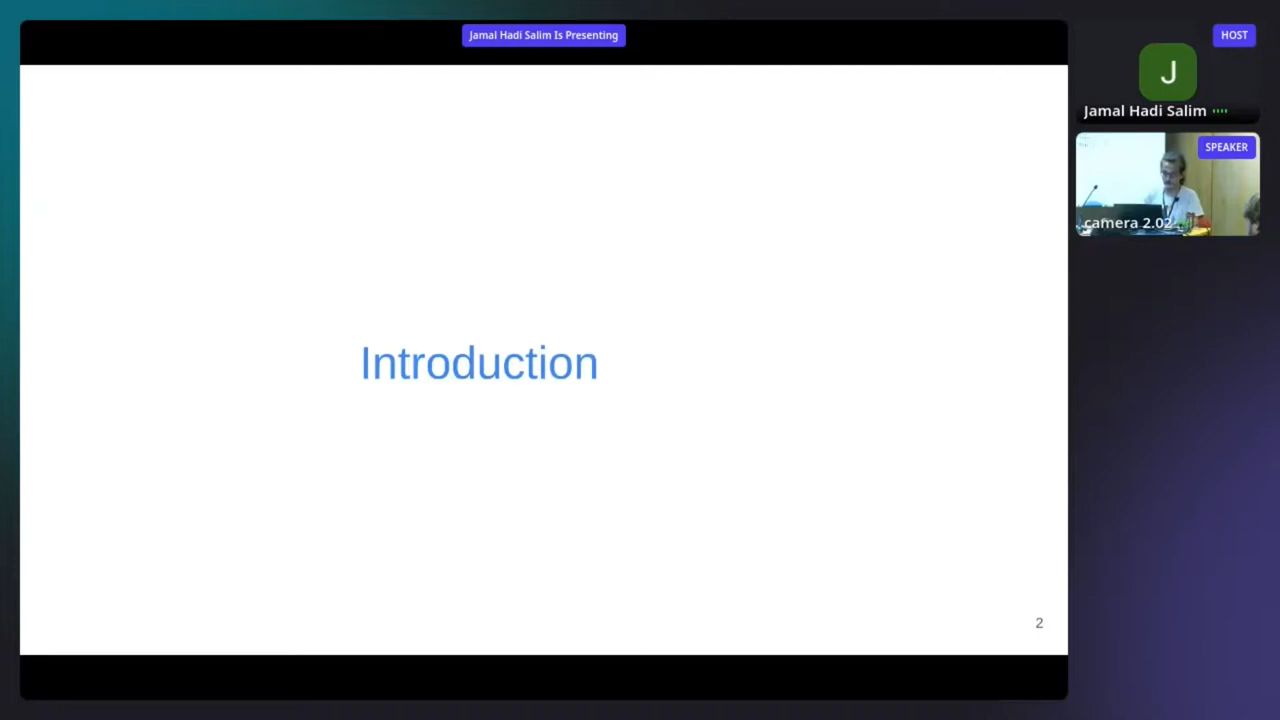 Jamal Hadi Salim Is Presenting
HOST
J
Jamal Hadi Salim
SPEAKER
camera 2.02
Introduction
2